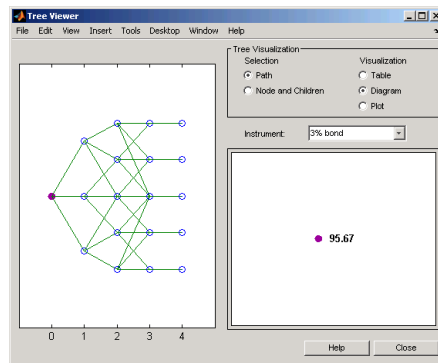 Tree Viewer
File Edit View Insert Tools Desktop Window Help
Tree Visualization
Selection
Visualization
Path
Table
Node and Children
Diagram
Plot
Instrument:
3% bond
95.67
0 1 2 3 4
Help
Close